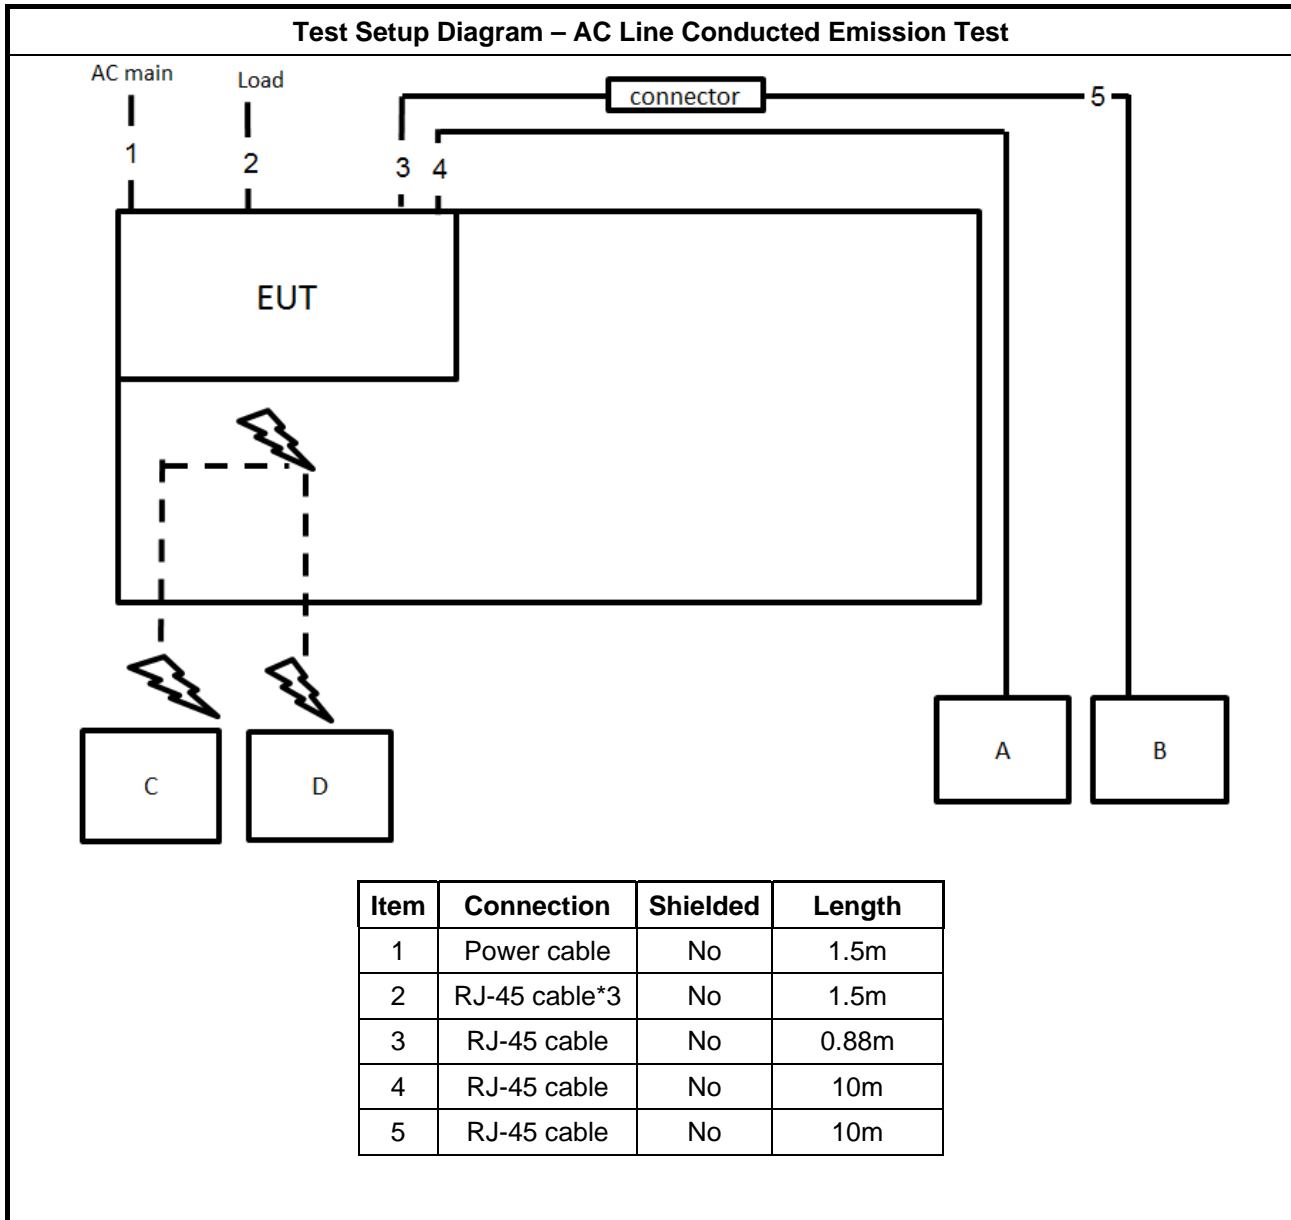 Test Setup Diagram – AC Line Conducted Emission Test
AC main
Load
connector
5
1
2
3
4
EUT
A
B
C
D
Item Connection Shielded Length
1 Power cable No 1.5m
2 RJ-45 cable*3 No 1.5m
3 RJ-45 cable No 0.88m
4 RJ-45 cable No 10m
5 RJ-45 cable No 10m